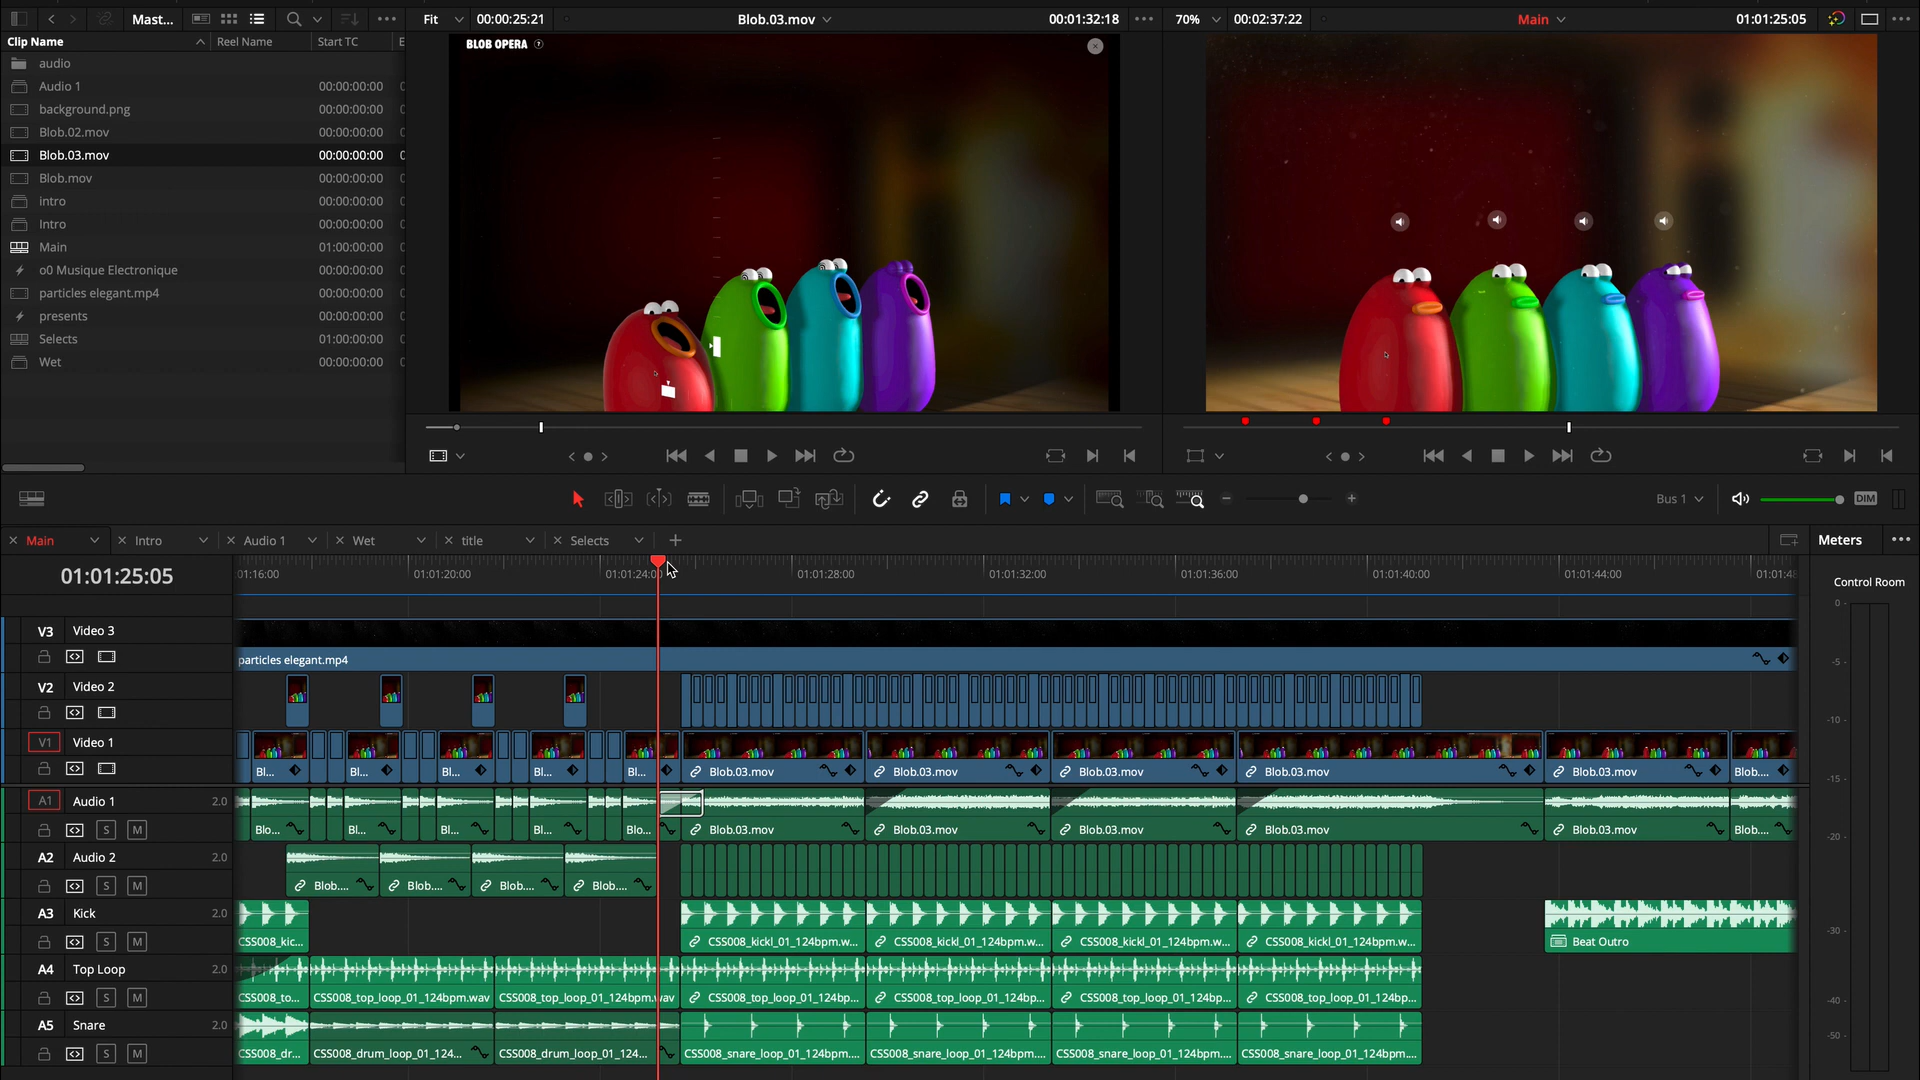 Mast...
Fit
00:00:25:21
Blob.03.mov
00:01:32:18
70%
00:02:37:22
Main
01:01:25:05
Clip Name
Reel Name
Start TC
E
audio
Audio 1 00:00:00:00
background.png 00:00:00:00
Blob.02.mov 00:00:00:00
Blob.03.mov 00:00:00:00
Blob.mov 00:00:00:00
intro 00:00:00:00
Intro 00:00:00:00
Main 01:00:00:00
o0 Musique Electronique 00:00:00:00
particles elegant.mp4 00:00:00:00
presents 00:00:00:00
Selects 01:00:00:00
Wet 00:00:00:00
BLOB OPERA
Bus 1
DIM
Main
Intro
Audio 1
Wet
title
Selects
Meters
01:01:25:05
:01:16:00
01:01:20:00
01:01:24:00
01:01:28:00
01:01:32:00
01:01:36:00
01:01:40:00
01:01:44:00
01:01:48
Control Room
0
-5
-10
-15
-20
-30
-40
-50
V3 Video 3
particles elegant.mp4
V2 Video 2
V1 Video 1
Bl... Bl... Bl... Bl... Bl... Blob.03.mov Blob.03.mov Blob.03.mov Blob.03.mov Blob.03.mov Blob....
A1 Audio 1 2.0
S M
Blo... Bl... Bl... Bl... Blo... Blob.03.mov Blob.03.mov Blob.03.mov Blob.03.mov Blob.03.mov Blob....
A2 Audio 2 2.0
S M
Blob.... Blob.... Blob.... Blob....
A3 Kick 2.0
S M
CSS008_kic... CSS008_kickl_01_124bpm.w... CSS008_kickl_01_124bpm.w... CSS008_kickl_01_124bpm.w... CSS008_kickl_01_124bpm.w... Beat Outro
A4 Top Loop 2.0
S M
CSS008_to... CSS008_top_loop_01_124bpm.wav CSS008_top_loop_01_124bpm.wav CSS008_top_loop_01_124bp... CSS008_top_loop_01_124bp... CSS008_top_loop_01_124bp... CSS008_top_loop_01_124bp...
A5 Snare 2.0
S M
CSS008_dr... CSS008_drum_loop_01_124... CSS008_drum_loop_01_124... CSS008_snare_loop_01_124bpm.... CSS008_snare_loop_01_124bpm.... CSS008_snare_loop_01_124bpm.... CSS008_snare_loop_01_124bpm....